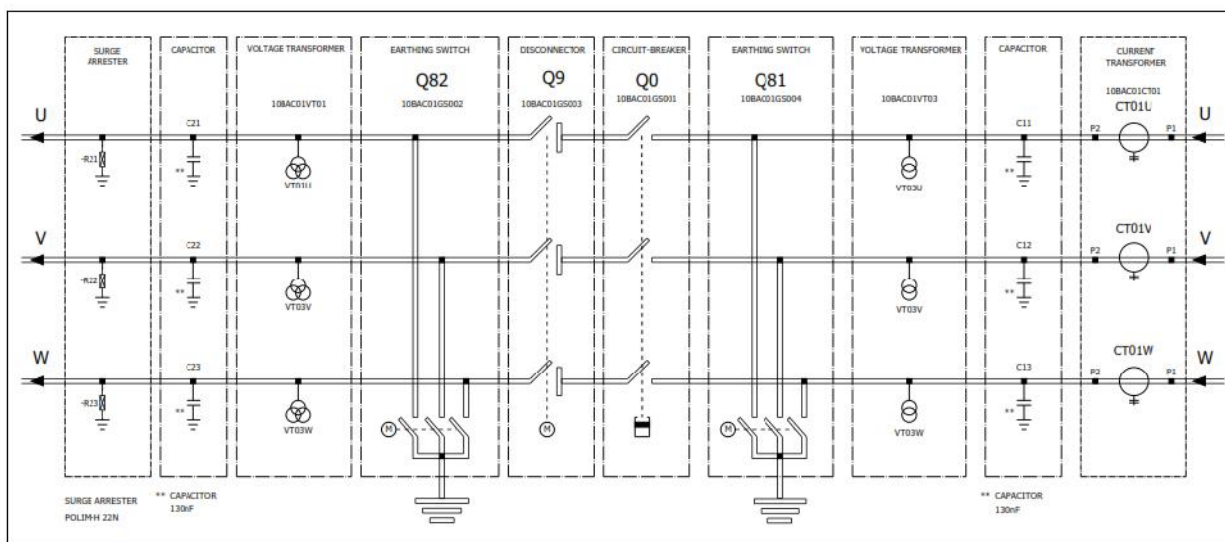 SURGE
ARRESTER
CAPACITOR
VOLTAGE TRANSFORMER
EARTHING SWITCH
DISCONNECTOR
CIRCUIT-BREAKER
EARTHING SWITCH
VOLTAGE TRANSFORMER
CAPACITOR
CURRENT
TRANSFORMER
Q82
Q9
Q0
Q81
10BAC01VT01
10BAC01GS002
10BAC01GS003
10BAC01GS001
10BAC01GS004
10BAC01VT03
10BAC01CT01
CT01U
U
C21
C11
P2
P1
U
-R21
**
VT01U
VT03U
**
V
C22
C12
CT01V
P2
P1
V
-R22
**
VT03V
VT03V
**
W
C23
C13
CT01W
P2
P1
W
-R23
**
VT03W
M
M
M
VT03W
**
SURGE ARRESTER
POLIM-H 22N
** CAPACITOR
130nF
** CAPACITOR
130nF